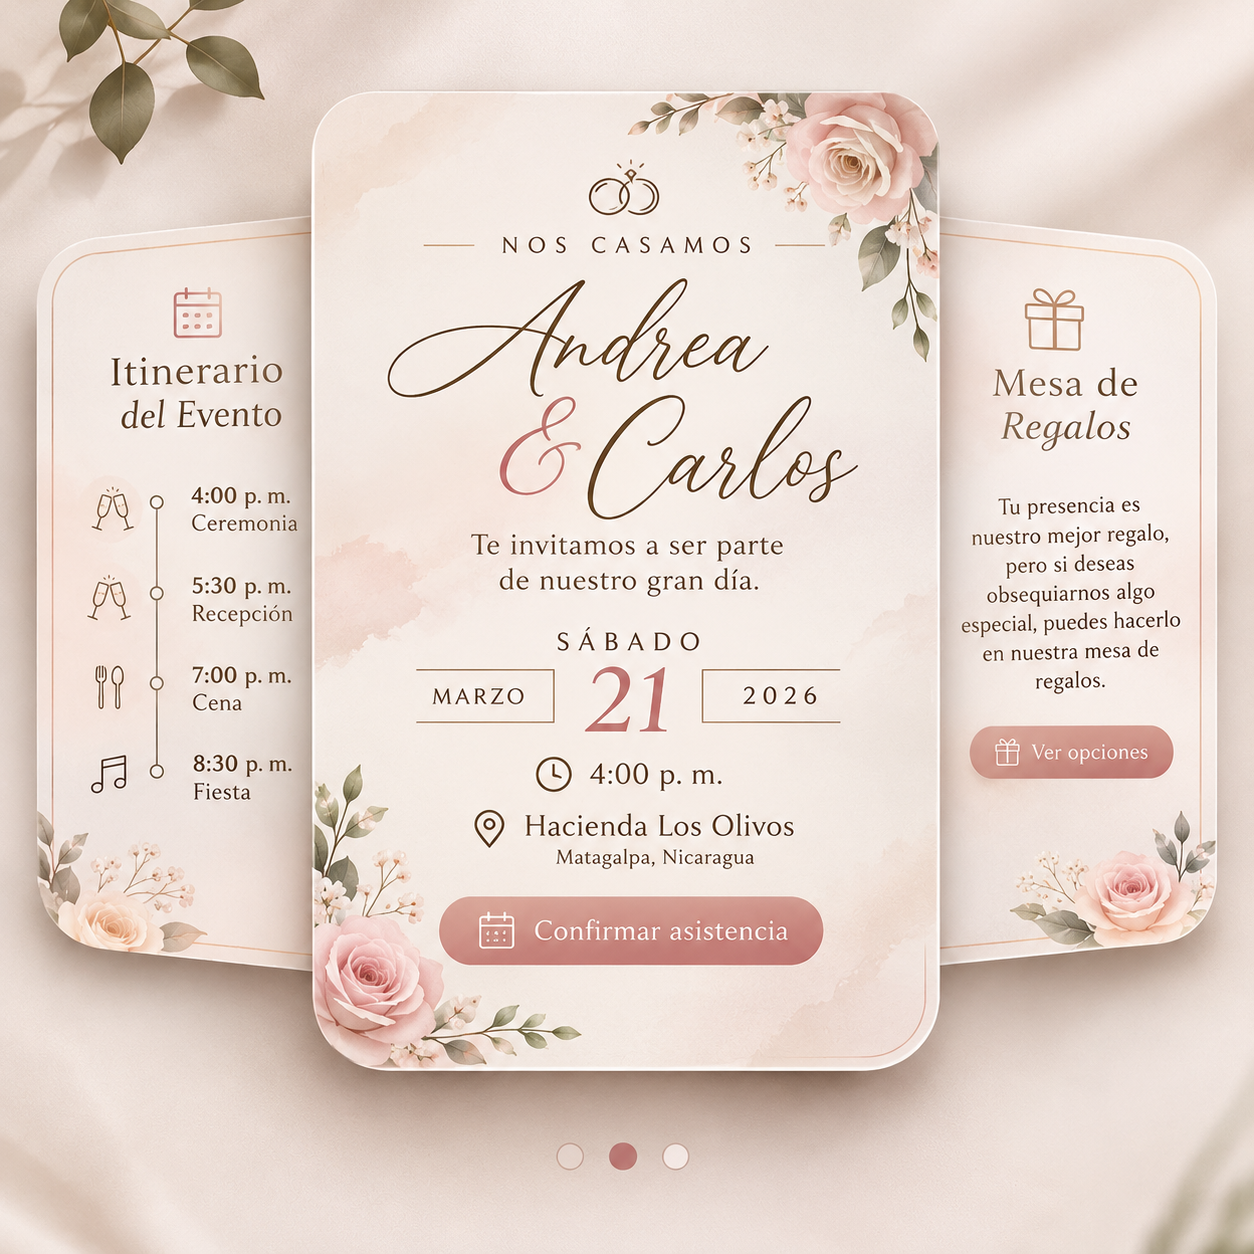 NOS CASAMOS
Andrea
& Carlos
Te invitamos a ser parte
de nuestro gran día.
SÁBADO
MARZO 21 2026
4:00 p. m.
Hacienda Los Olivos
Matagalpa, Nicaragua
Confirmar asistencia
Itinerario
del Evento
4:00 p. m.
Ceremonia
5:30 p. m.
Recepción
7:00 p. m.
Cena
8:30 p. m.
Fiesta
Mesa de
Regalos
Tu presencia es
nuestro mejor regalo,
pero si deseas
obsequiarnos algo
especial, puedes hacerlo
en nuestra mesa de
regalos.
Ver opciones